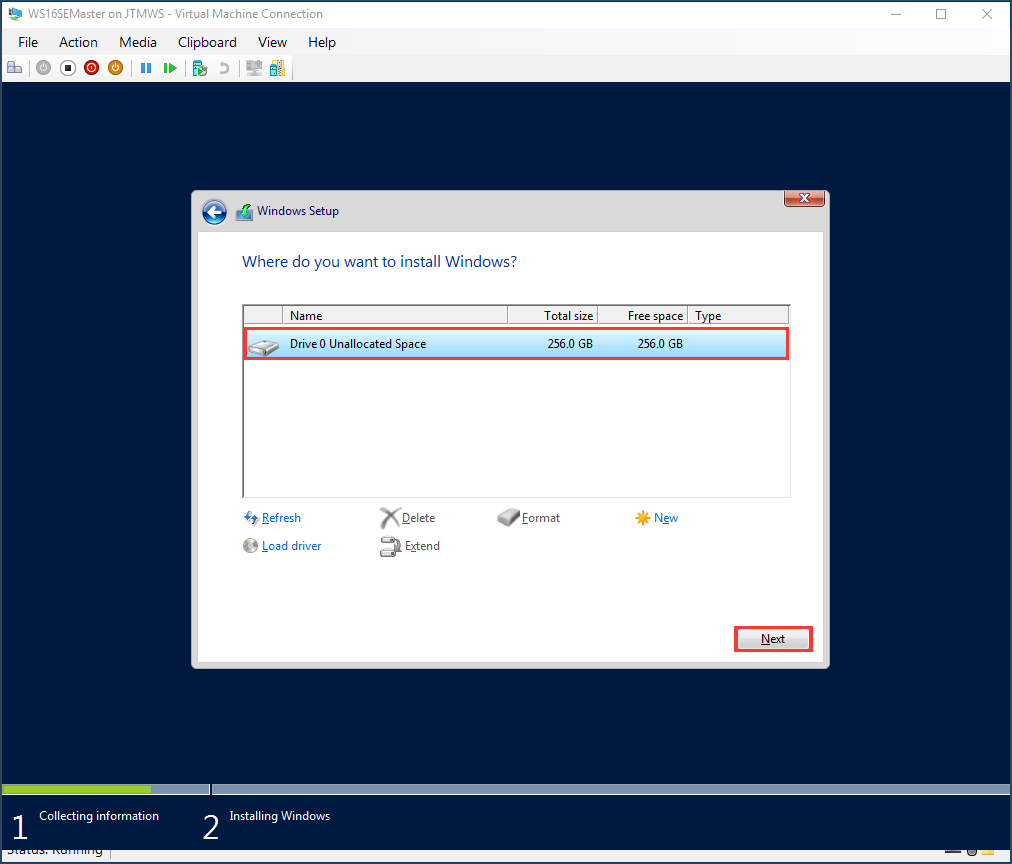 WS16SEMaster on JTMWS - Virtual Machine Connection
File Action Media Clipboard View Help
Windows Setup
Where do you want to install Windows?
Name Total size Free space Type
Drive 0 Unallocated Space 256.0 GB 256.0 GB
Refresh Delete Format New
Load driver Extend
Next
1 Collecting information 2 Installing Windows
Status: Running